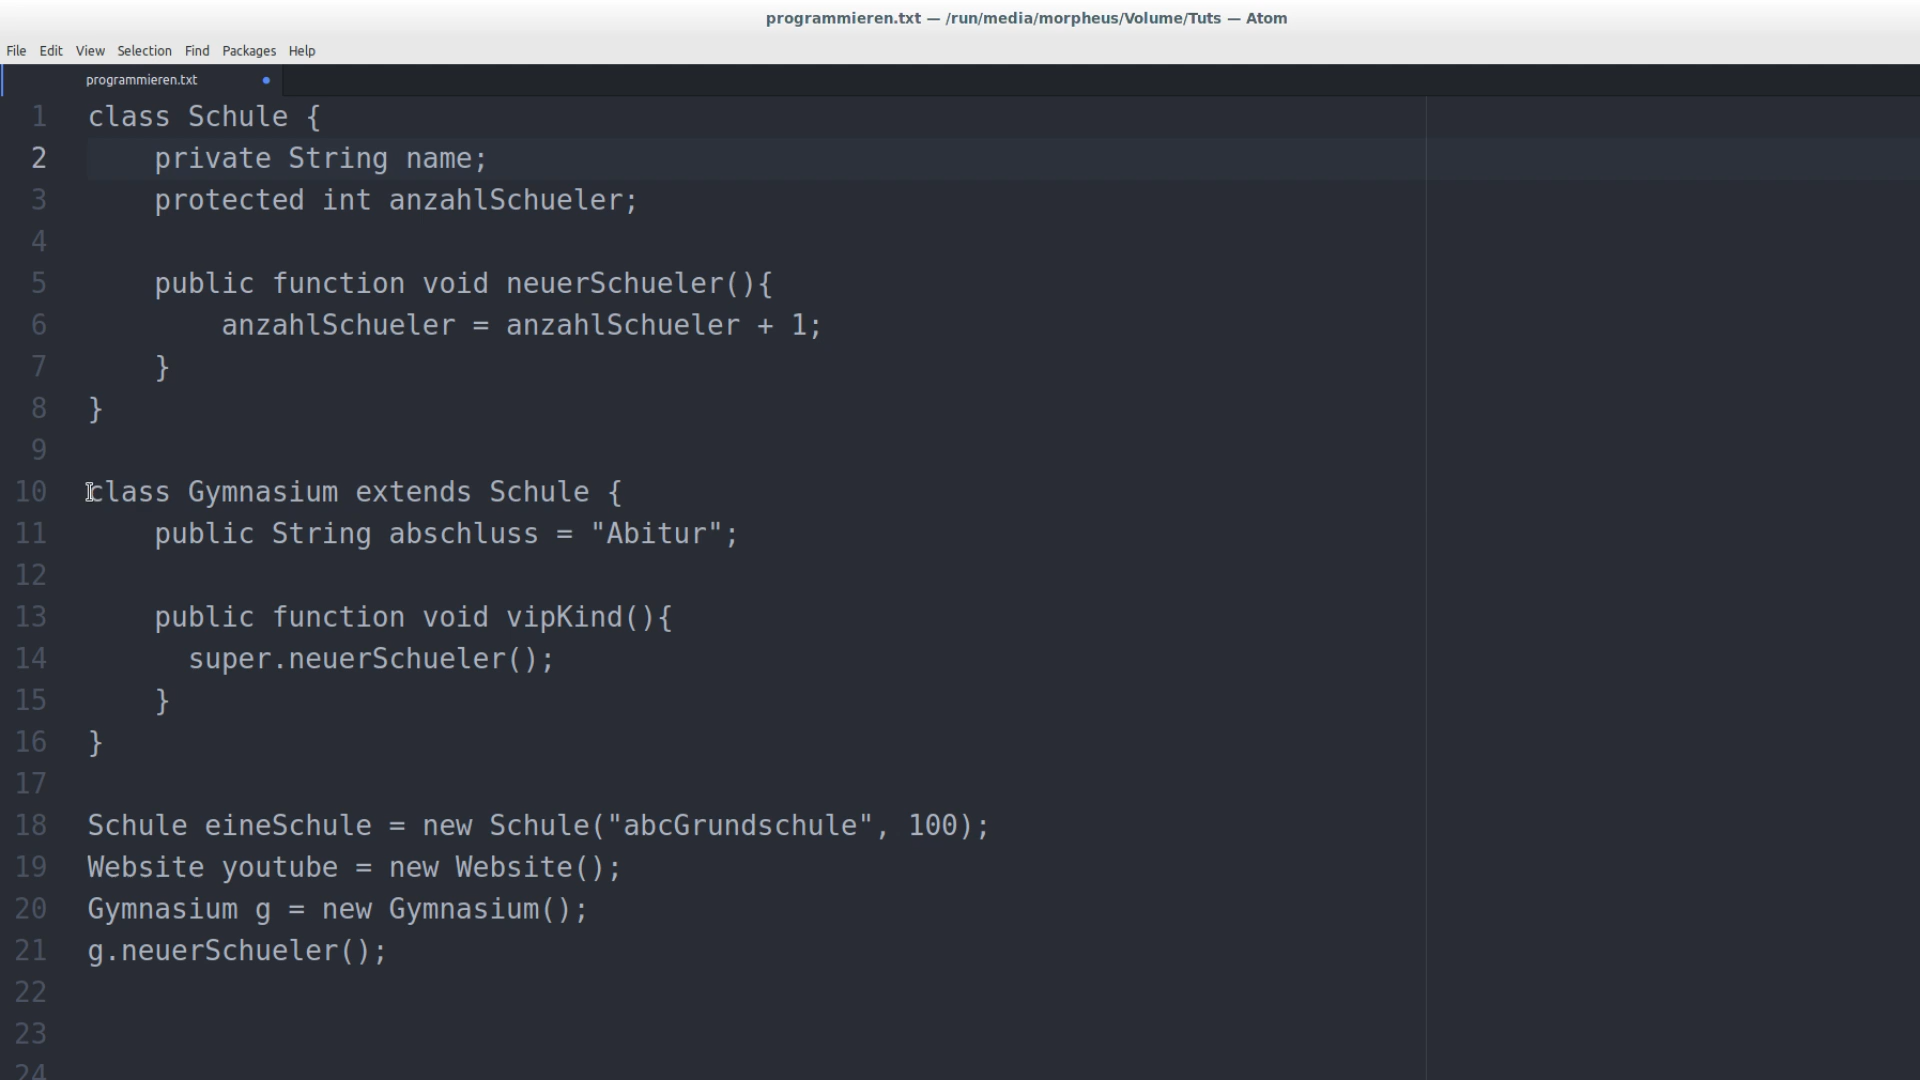 programmieren.txt — /run/media/morpheus/Volume/Tuts — Atom
File Edit View Selection Find Packages Help
programmieren.txt
1 class Schule {
2     private String name;
3     protected int anzahlSchueler;
4
5     public function void neuerSchueler(){
6         anzahlSchueler = anzahlSchueler + 1;
7     }
8 }
9
10 class Gymnasium extends Schule {
11     public String abschluss = "Abitur";
12
13     public function void vipKind(){
14       super.neuerSchueler();
15     }
16 }
17
18 Schule eineSchule = new Schule("abcGrundschule", 100);
19 Website youtube = new Website();
20 Gymnasium g = new Gymnasium();
21 g.neuerSchueler();
22
23
24